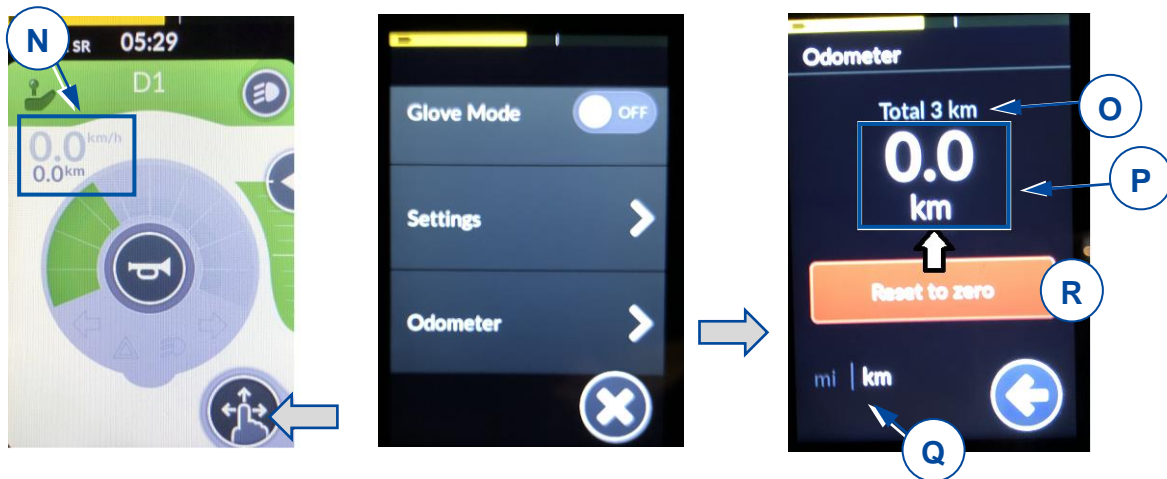 N
SR 05:29
D1
0.0 km/h
0.0 km
Glove Mode OFF
Settings
Odometer
Odometer
Total 3 km
O
0.0
km
P
Reset to zero
R
mi | km
Q